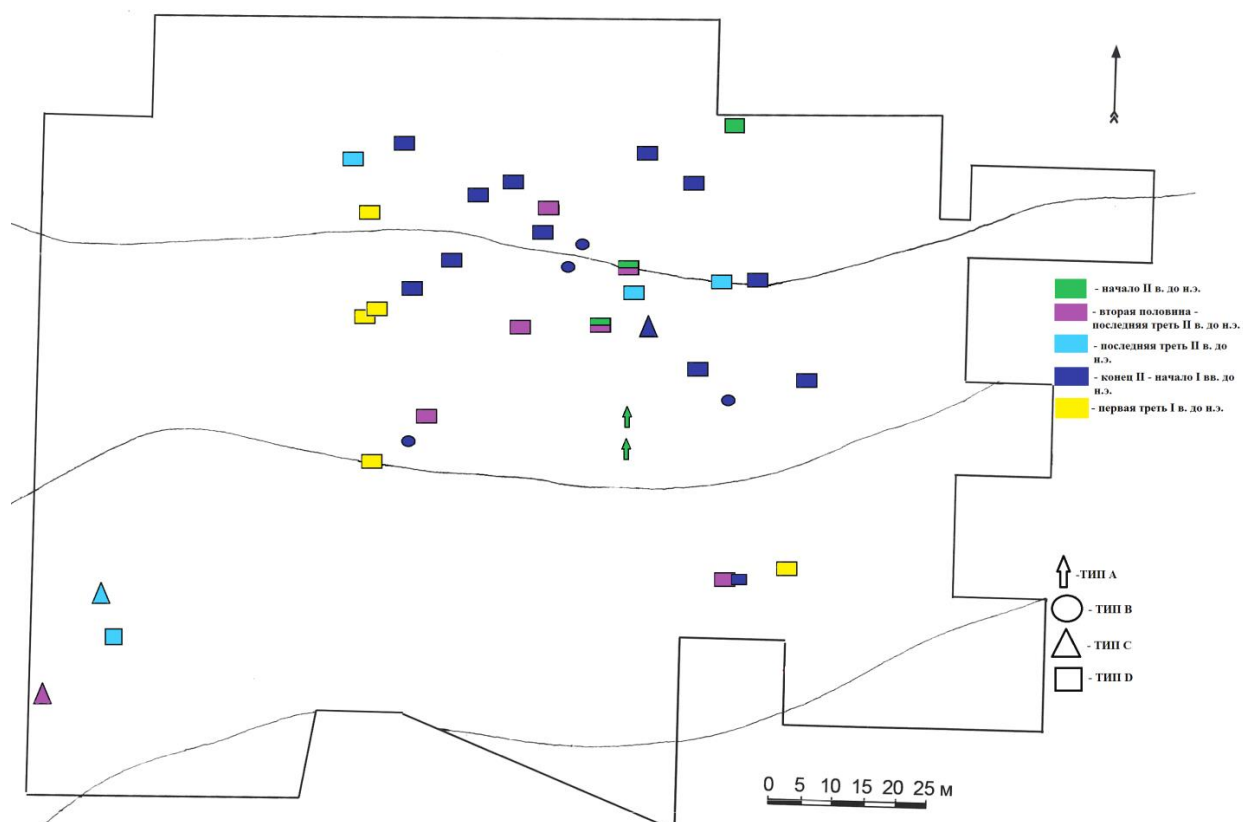 - начало II в. до н.э.
- вторая половина -
последняя треть II в. до н.э.
- последняя треть II в. до
н.э.
- конец II - начало I вв. до
н.э.
- первая треть I в. до н.э.
-ТИП А
- ТИП В
- ТИП С
- ТИП D
0 5 10 15 20 25 м